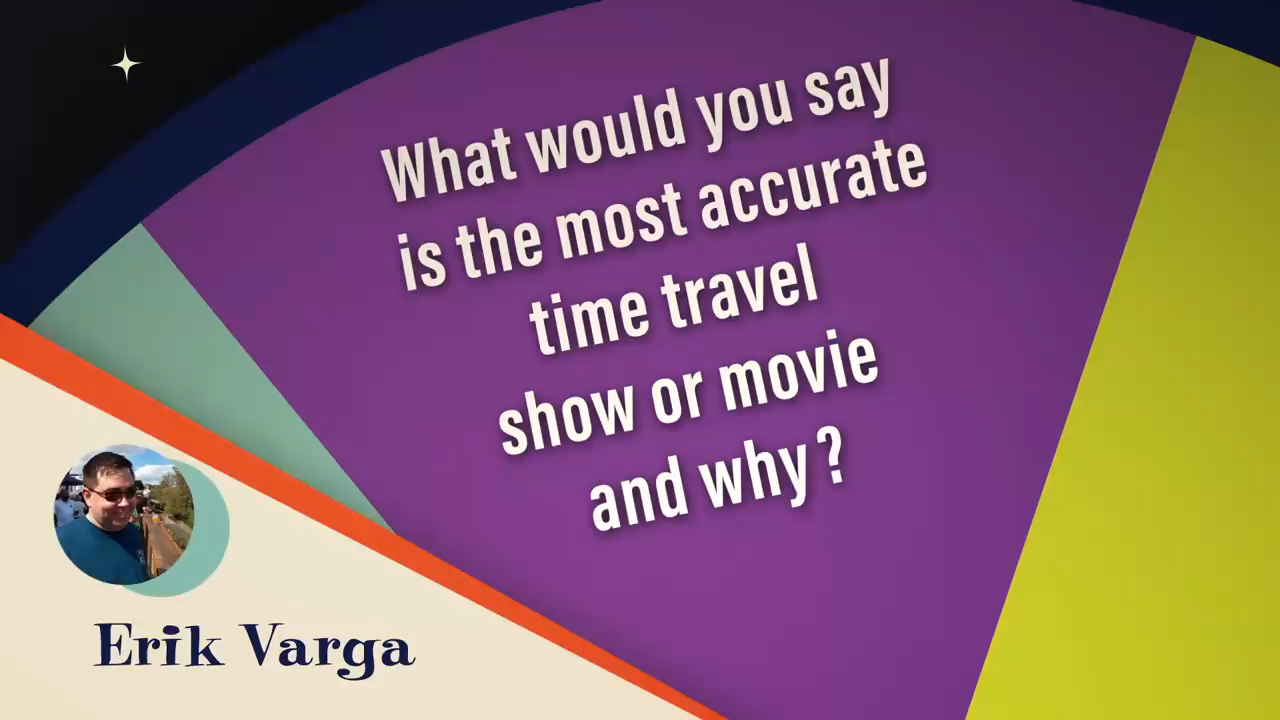 What would you say
is the most accurate
time travel
show or movie
and why?
Erik Varga